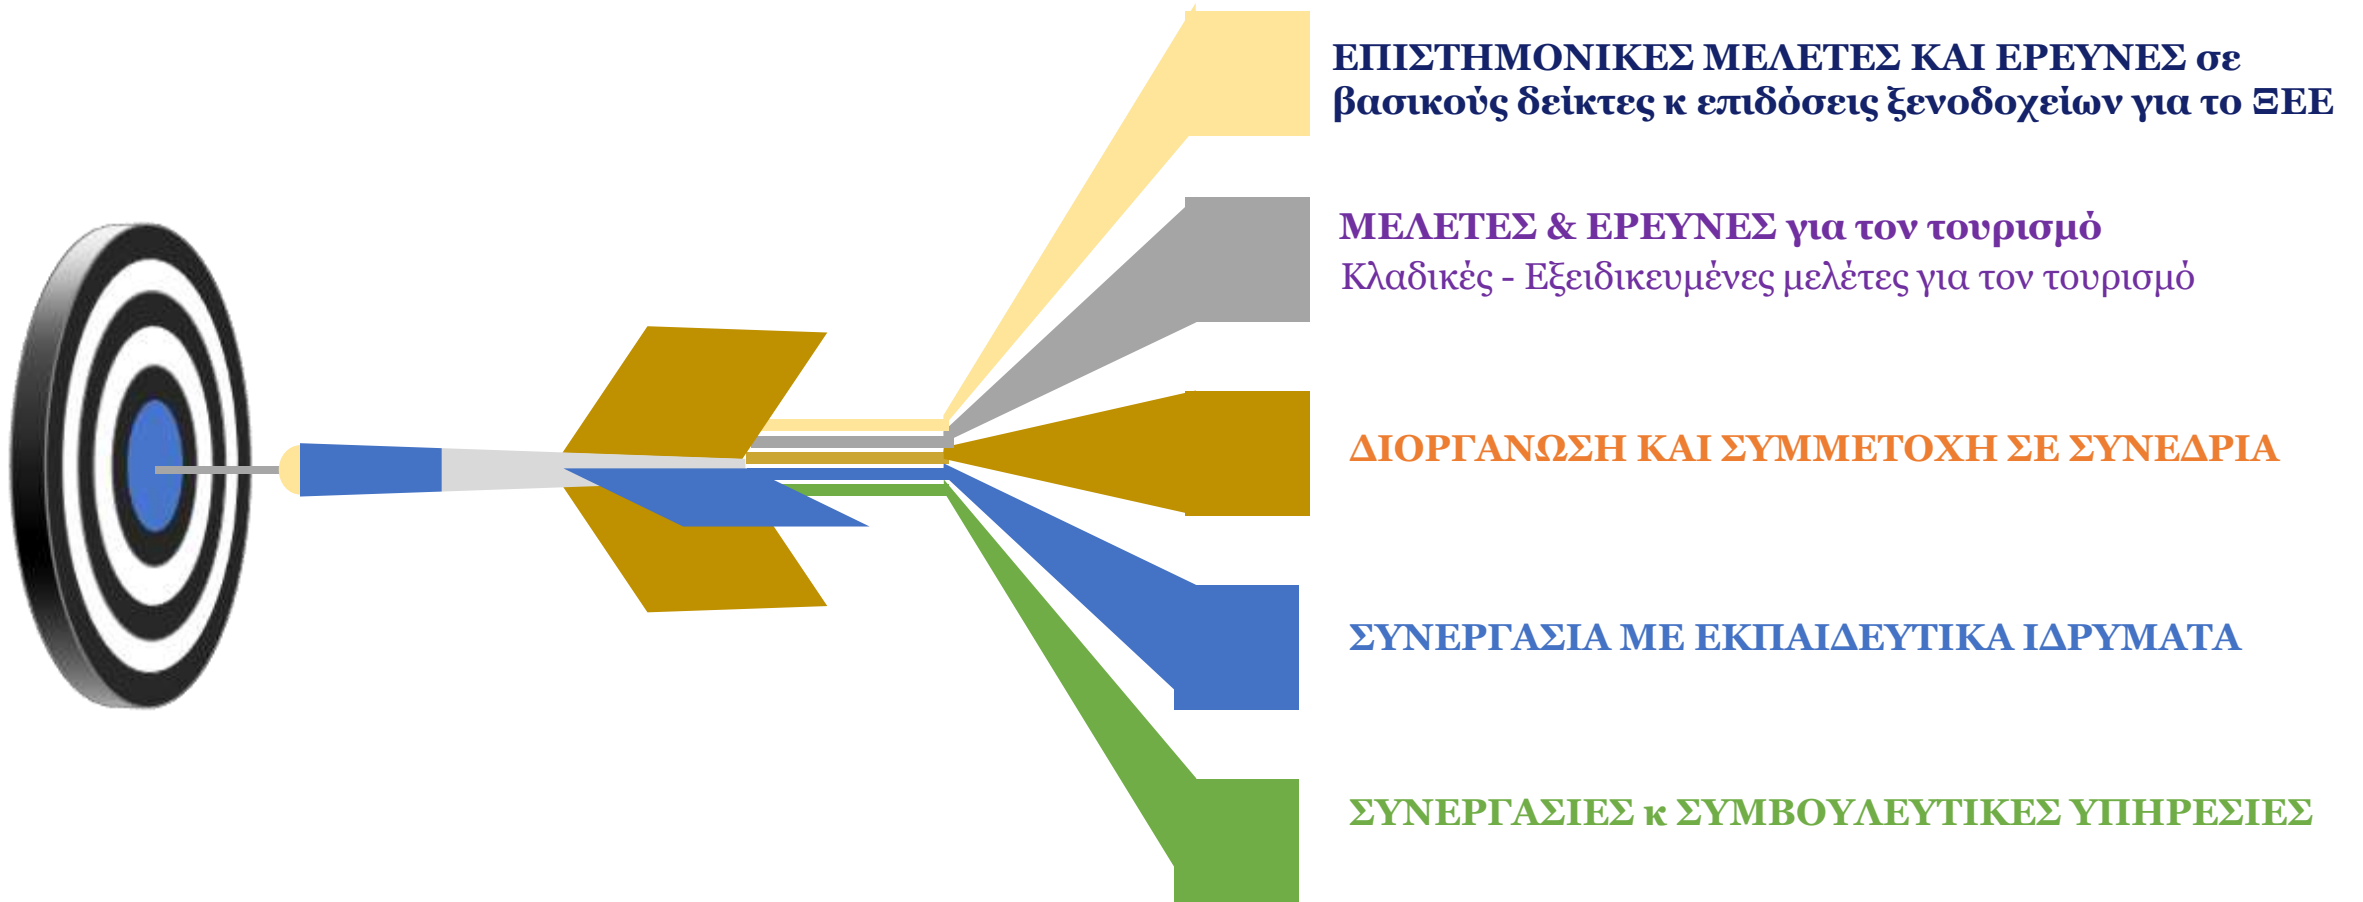 ΕΠΙΣΤΗΜΟΝΙΚΕΣ ΜΕΛΕΤΕΣ ΚΑΙ ΕΡΕΥΝΕΣ σε
βασικούς δείκτες κ επιδόσεις ξενοδοχείων για το ΞΕΕ
ΜΕΛΕΤΕΣ & ΕΡΕΥΝΕΣ για τον τουρισμό
Κλαδικές - Εξειδικευμένες μελέτες για τον τουρισμό
ΔΙΟΡΓΑΝΩΣΗ ΚΑΙ ΣΥΜΜΕΤΟΧΗ ΣΕ ΣΥΝΕΔΡΙΑ
ΣΥΝΕΡΓΑΣΙΑ ΜΕ ΕΚΠΑΙΔΕΥΤΙΚΑ ΙΔΡΥΜΑΤΑ
ΣΥΝΕΡΓΑΣΙΕΣ κ ΣΥΜΒΟΥΛΕΥΤΙΚΕΣ ΥΠΗΡΕΣΙΕΣ